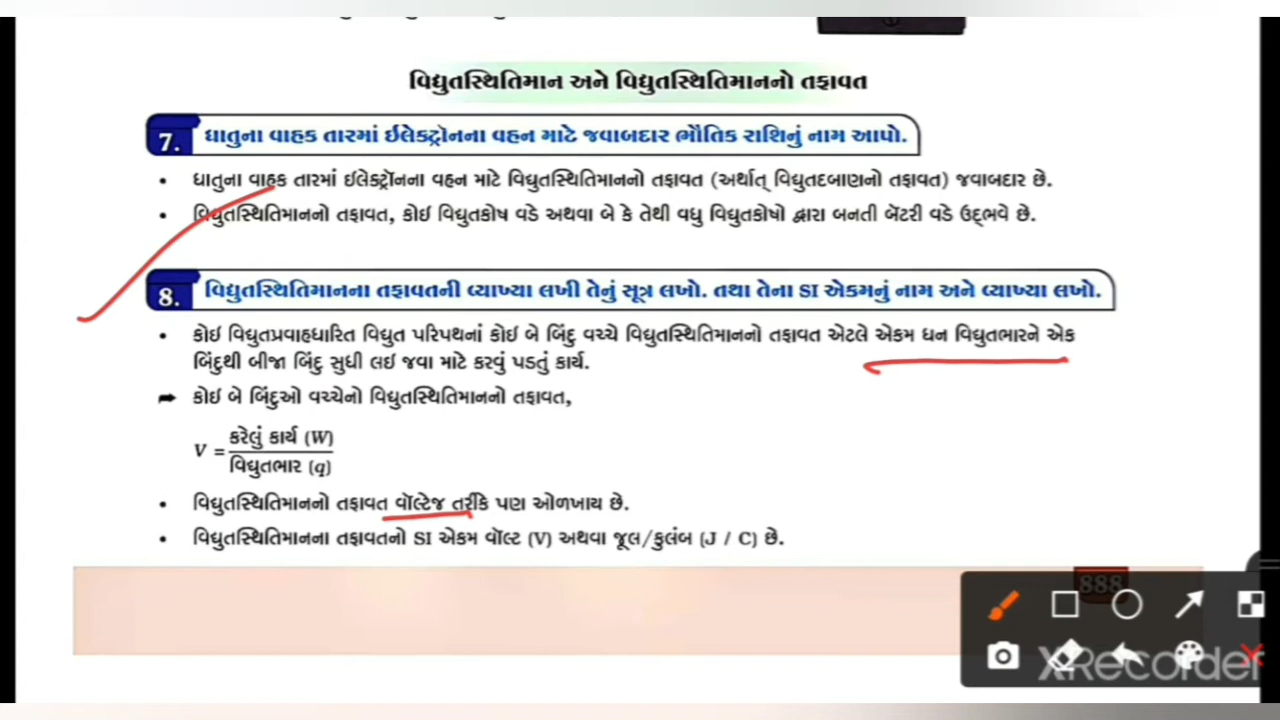 વિદ્યુતસ્થિતિમાન અને વિદ્યુતસ્થિતિમાનનો તફાવત
7. ધાતુના વાહક તારમાં ઈલેક્ટ્રૉનના વહન માટે જવાબદાર ભૌતિક રાશિનું નામ આપો.
• ધાતુના વાહક તારમાં ઈલેક્ટ્રૉનના વહન માટે વિદ્યુતસ્થિતિમાનનો તફાવત (અર્થાત્ વિદ્યુતદબાણનો તફાવત) જવાબદાર છે.
• વિદ્યુતસ્થિતિમાનનો તફાવત, કોઈ વિદ્યુતકોષ વડે અથવા બે કે તેથી વધુ વિદ્યુતકોષો દ્વારા બનતી બૅટરી વડે ઉદ્ભવે છે.
8. વિદ્યુતસ્થિતિમાનના તફાવતની વ્યાખ્યા લખી તેનું સૂત્ર લખો. તથા તેના SI એકમનું નામ અને વ્યાખ્યા લખો.
• કોઈ વિદ્યુતપ્રવાહધારિત વિદ્યુત પરિપથનાં કોઈ બે બિંદુ વચ્ચે વિદ્યુતસ્થિતિમાનનો તફાવત એટલે એકમ ધન વિદ્યુતભારને એક
બિંદુથી બીજા બિંદુ સુધી લઈ જવા માટે કરવું પડતું કાર્ય.
➡ કોઈ બે બિંદુઓ વચ્ચેનો વિદ્યુતસ્થિતિમાનનો તફાવત,
V = કરેલું કાર્ય (W)
વિદ્યુતભાર (q)
• વિદ્યુતસ્થિતિમાનનો તફાવત વૉલ્ટેજ તરીકે પણ ઓળખાય છે.
• વિદ્યુતસ્થિતિમાનના તફાવતનો SI એકમ વૉલ્ટ (V) અથવા જૂલ/કુલંબ (J / C) છે.
888
XRecorder